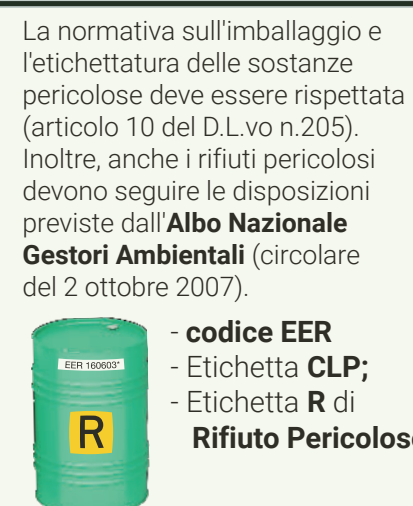 La normativa sull'imballaggio e
l'etichettatura delle sostanze
pericolose deve essere rispettata
(articolo 10 del D.L.vo n.205).
Inoltre, anche i rifiuti pericolosi
devono seguire le disposizioni
previste dall'Albo Nazionale
Gestori Ambientali (circolare
del 2 ottobre 2007).
- codice EER
- Etichetta CLP;
- Etichetta R di
Rifiuto Pericoloso
EER 160603*
R